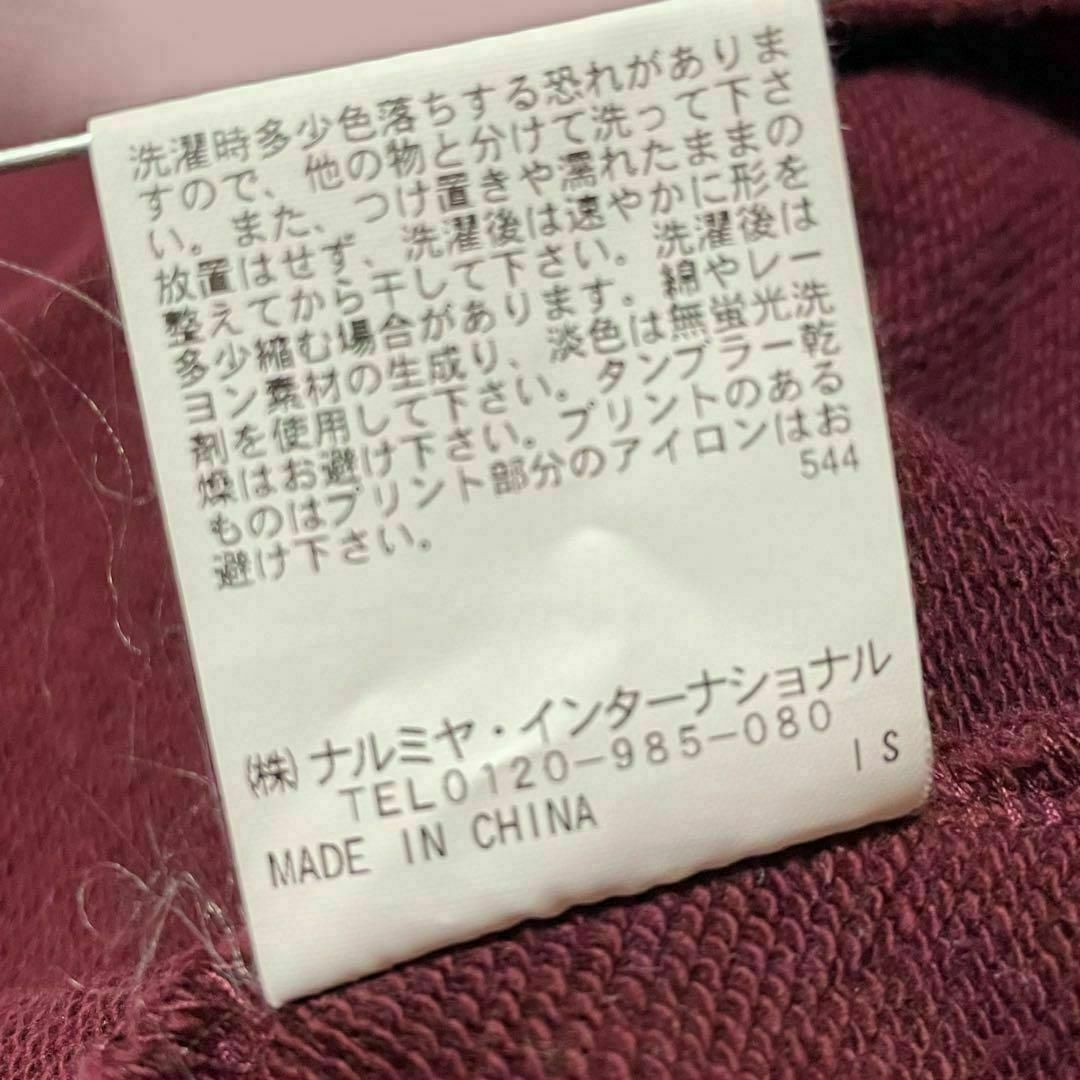 洗濯時多少色落ちする恐れがありま
すので、他の物と分けて洗って下さ
い。また、つけ置きや濡れたままの
放置はせず、洗濯後は速やかに形を
整えてから干して下さい。洗濯後は
多少縮む場合があります。綿やレー
ヨン素材の生成り、淡色は無蛍光洗
剤を使用して下さい。タンブラー乾
燥はお避け下さい。プリントのある
ものはプリント部分のアイロンはお
避け下さい。
544
㈱ナルミヤ・インターナショナル
TEL0120-985-080
IS
MADE IN CHINA